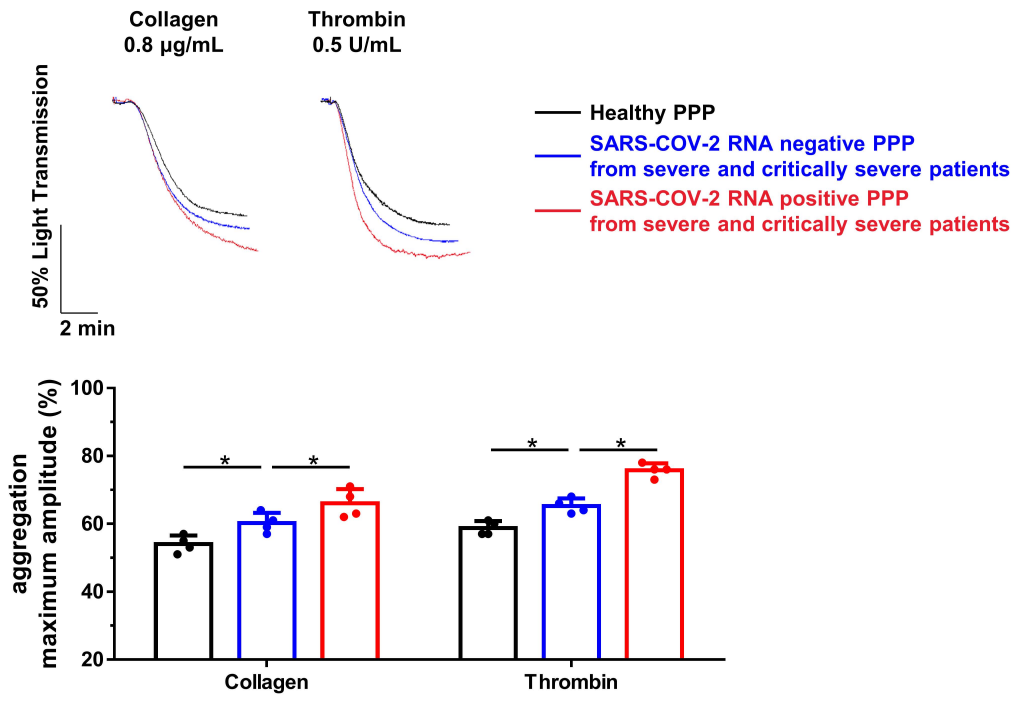 Collagen
0.8 µg/mL
Thrombin
0.5 U/mL
50% Light Transmission
2 min
Healthy PPP
SARS-COV-2 RNA negative PPP
from severe and critically severe patients
SARS-COV-2 RNA positive PPP
from severe and critically severe patients
aggregation
maximum amplitude (%)
100
80
60
40
20
*
*
*
*
Collagen
Thrombin